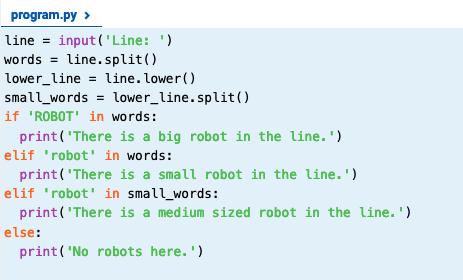 program.py >
line = input('Line: ')
words = line.split()
lower_line = line.lower()
small_words = lower_line.split()
if 'ROBOT' in words:
  print('There is a big robot in the line.')
elif 'robot' in words:
  print('There is a small robot in the line.')
elif 'robot' in small_words:
  print('There is a medium sized robot in the line.')
else:
  print('No robots here.')